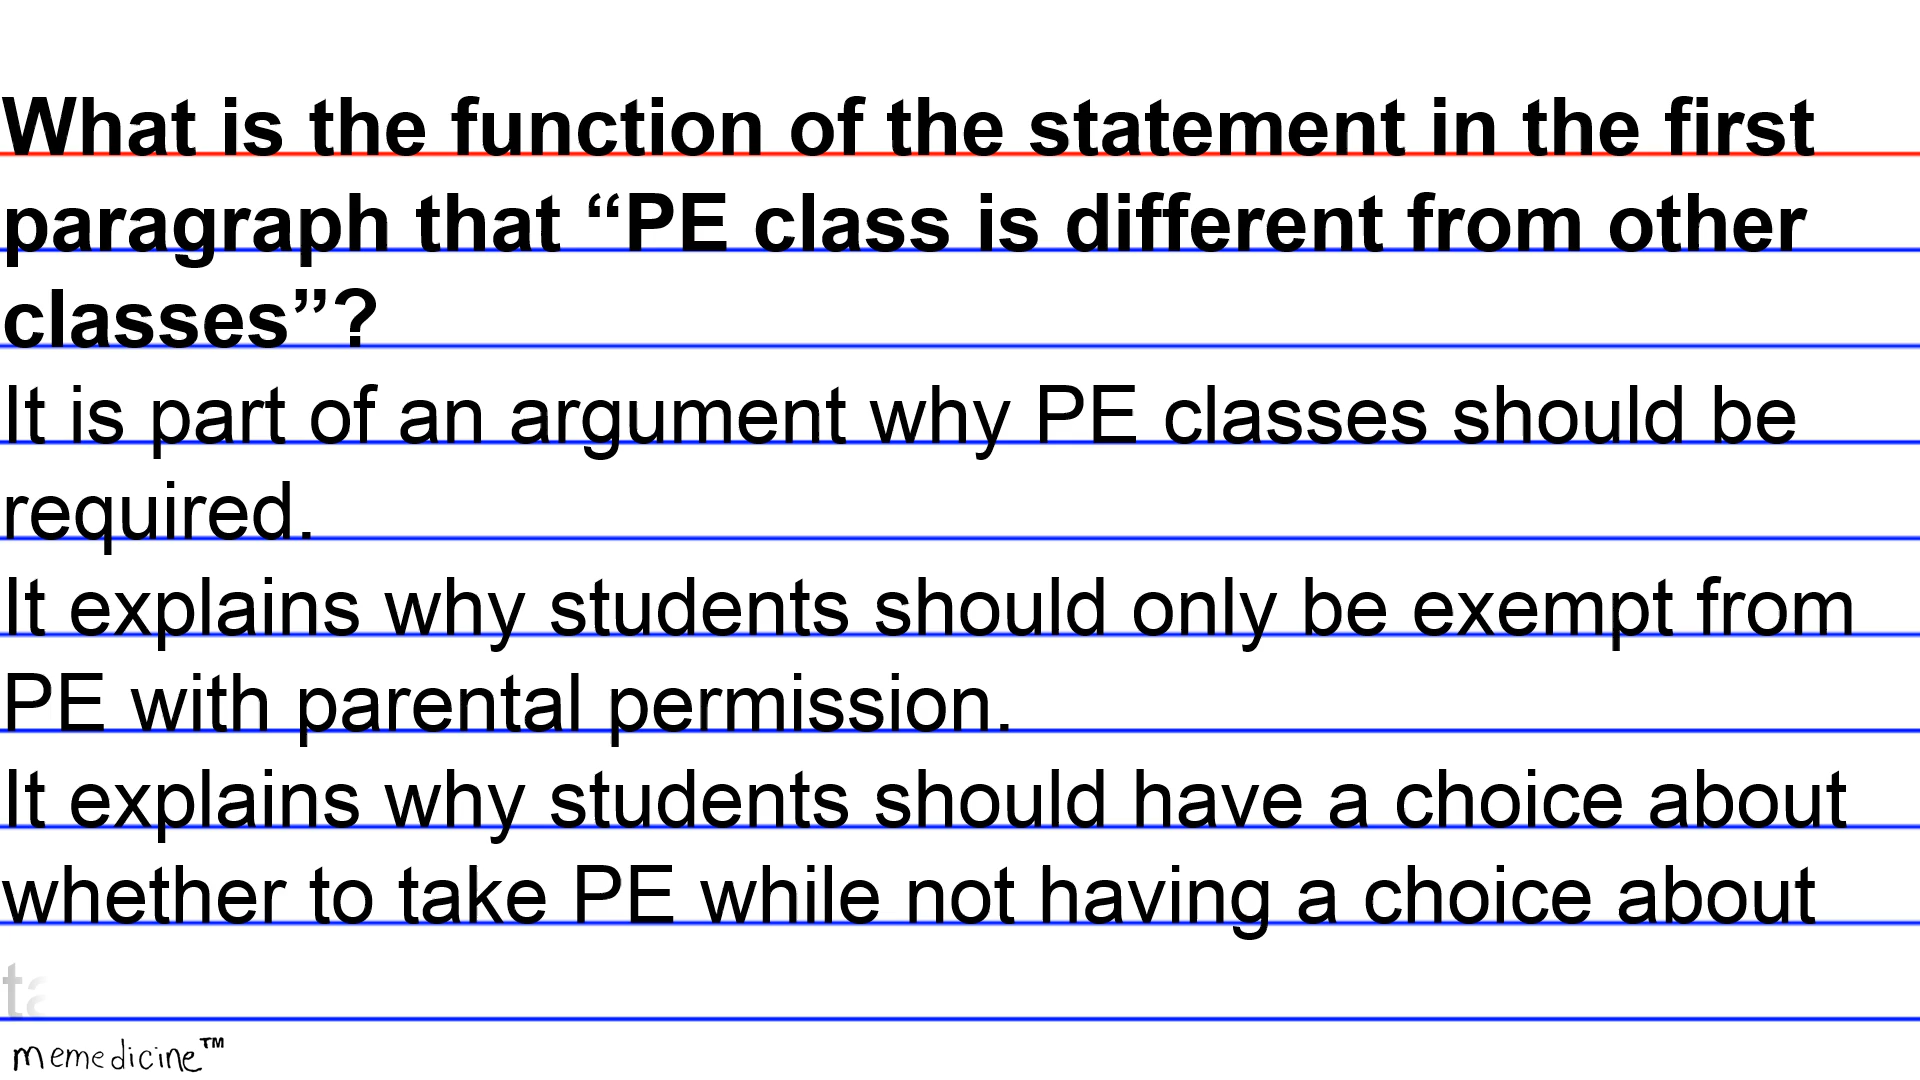 What is the function of the statement in the first
paragraph that “PE class is different from other
classes”?
It is part of an argument why PE classes should be
required.
It explains why students should only be exempt from
PE with parental permission.
It explains why students should have a choice about
whether to take PE while not having a choice about
memedicine™